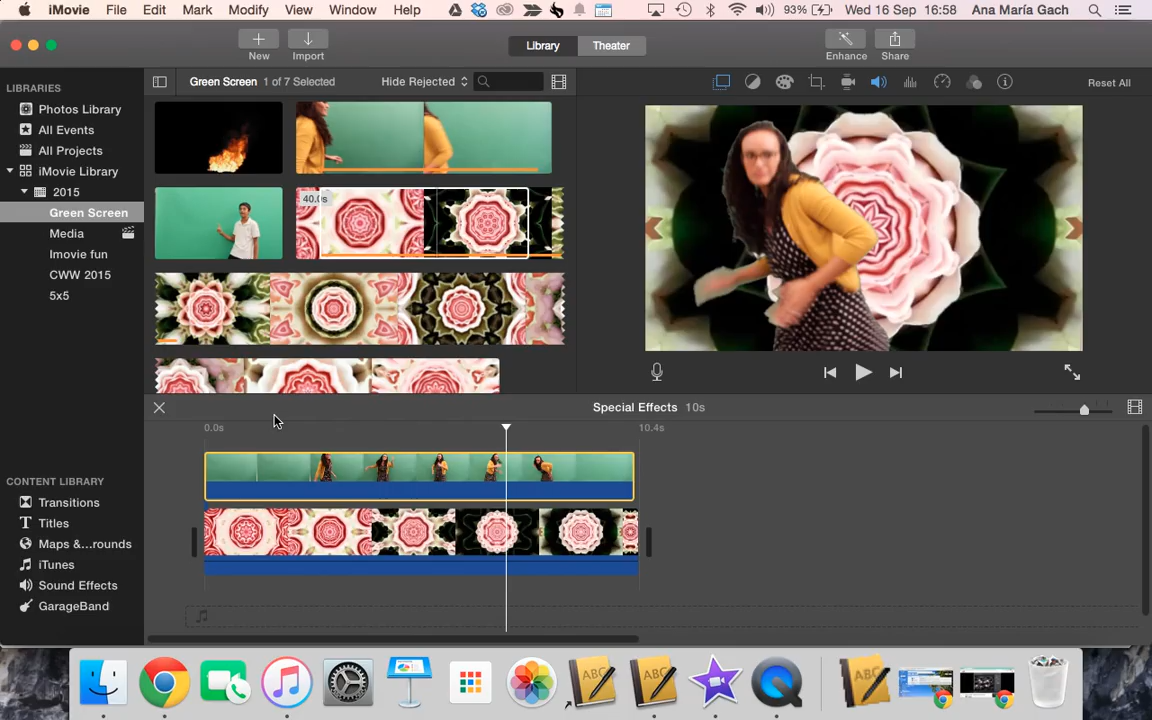 iMovie File Edit Mark Modify View Window Help 93% Wed 16 Sep 16:58 Ana María Gach
New Import Library Theater Enhance Share
LIBRARIES
Photos Library
All Events
All Projects
iMovie Library
2015
Green Screen
Media
Imovie fun
CWW 2015
5x5
Green Screen 1 of 7 Selected Hide Rejected
Reset All
40.0s
Special Effects 10s
0.0s 10.4s
CONTENT LIBRARY
Transitions
T Titles
Maps &...rounds
iTunes
Sound Effects
GarageBand
ABC ABC ABC